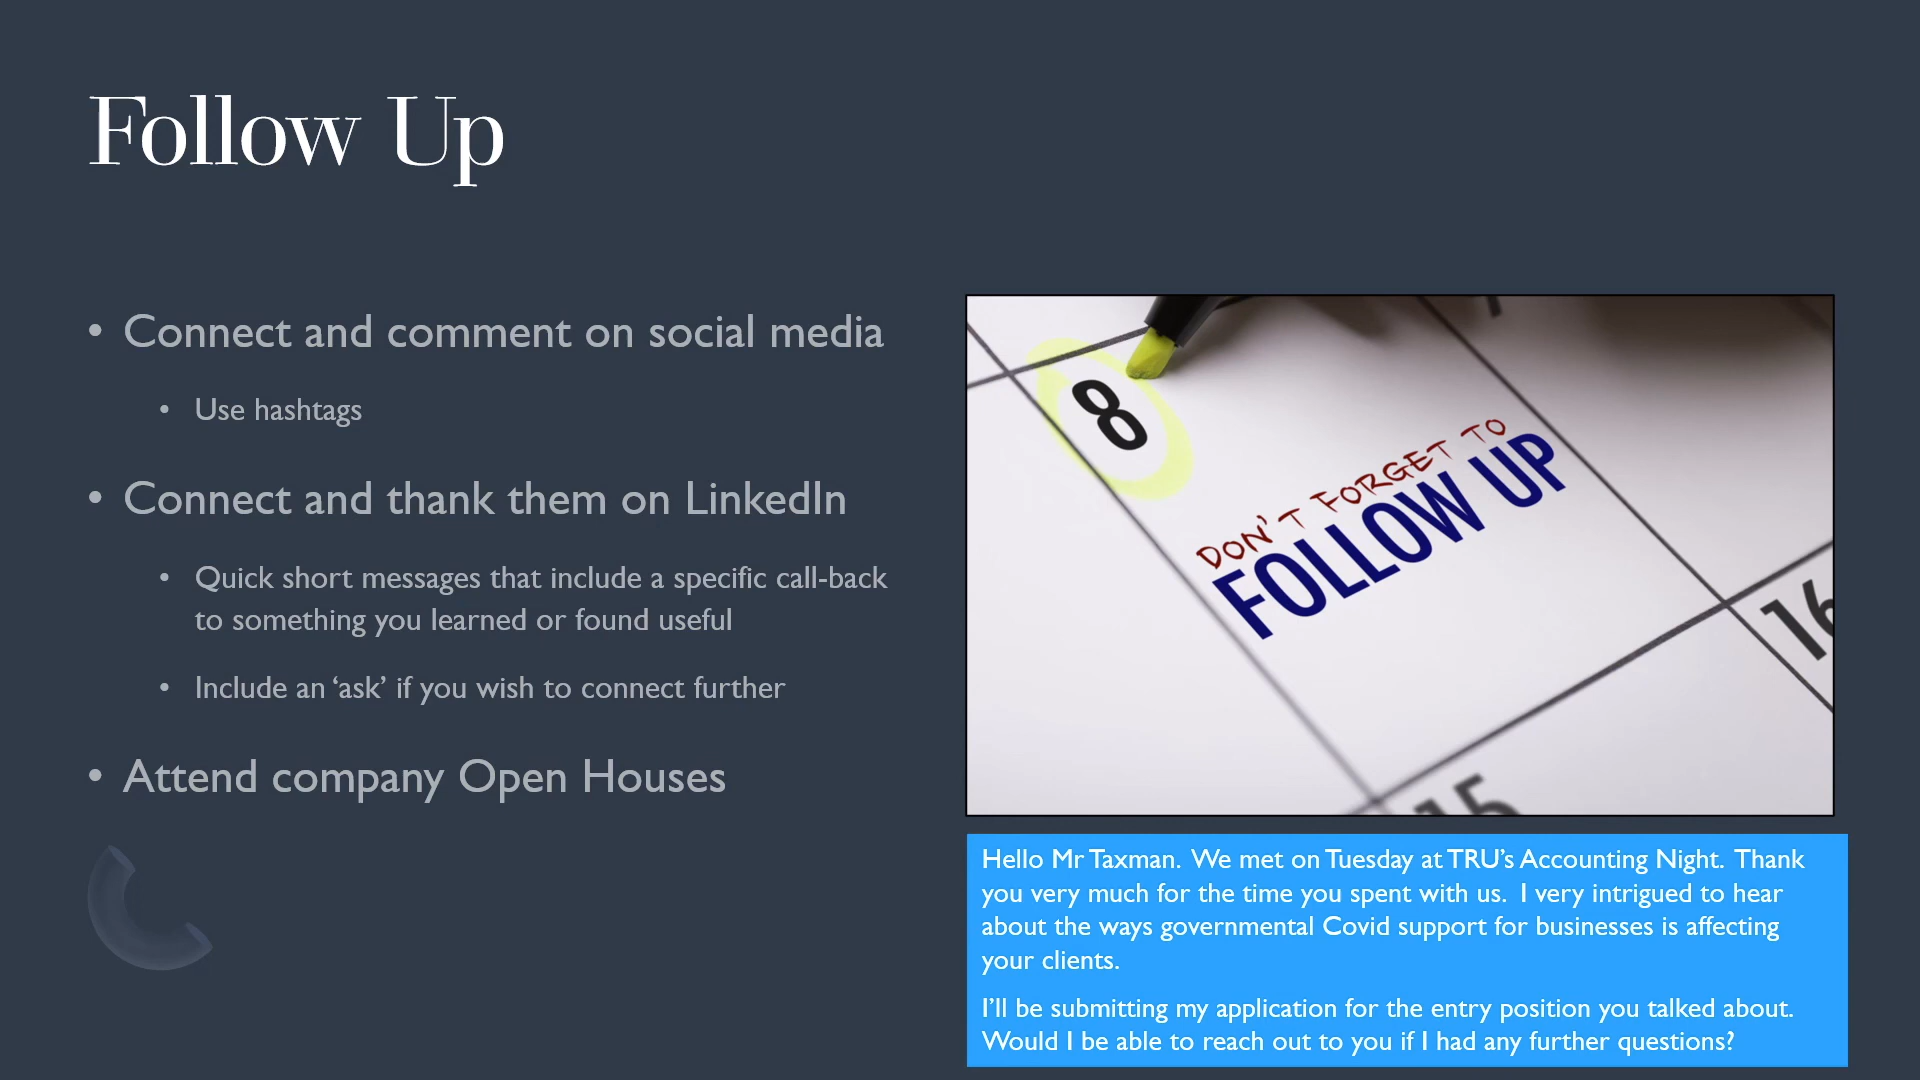 Follow Up
• Connect and comment on social media
• Use hashtags
• Connect and thank them on LinkedIn
• Quick short messages that include a specific call-back
to something you learned or found useful
• Include an ‘ask’ if you wish to connect further
• Attend company Open Houses
8
DON'T FORGET TO
FOLLOW UP
16
15
Hello Mr Taxman. We met on Tuesday at TRU’s Accounting Night. Thank
you very much for the time you spent with us. I very intrigued to hear
about the ways governmental Covid support for businesses is affecting
your clients.
I’ll be submitting my application for the entry position you talked about.
Would I be able to reach out to you if I had any further questions?